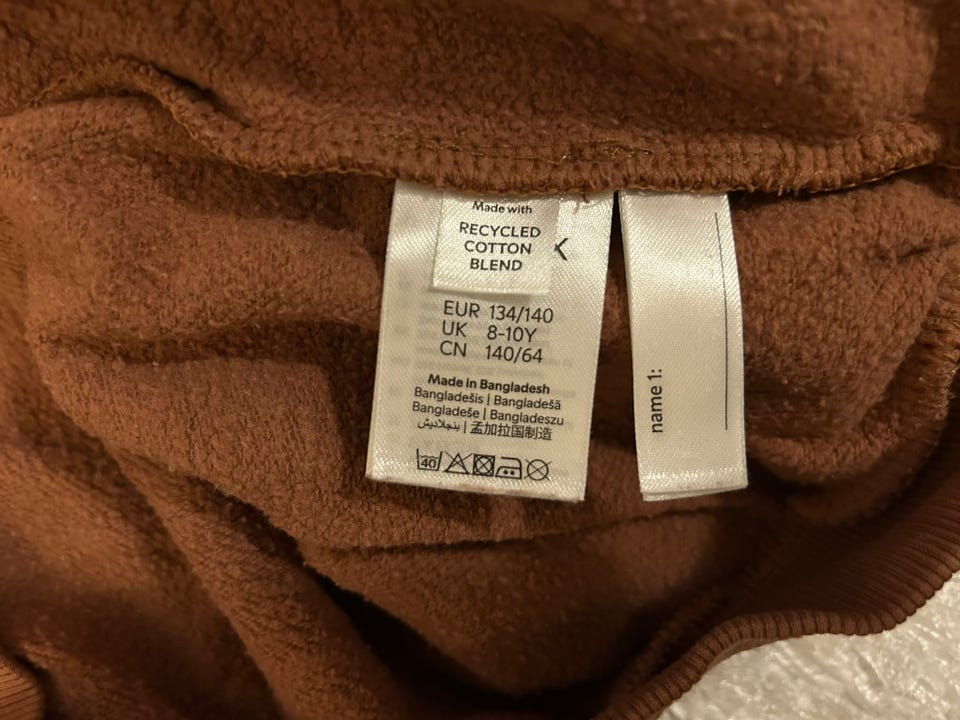 Made with
RECYCLED
COTTON
BLEND
K
EUR 134/140
UK 8-10Y
CN 140/64
Made in Bangladesh
Bangladešis | Bangladešā
Bangladeše | Bangladeszu
بنجلاديش | 孟加拉国制造
40
name 1: